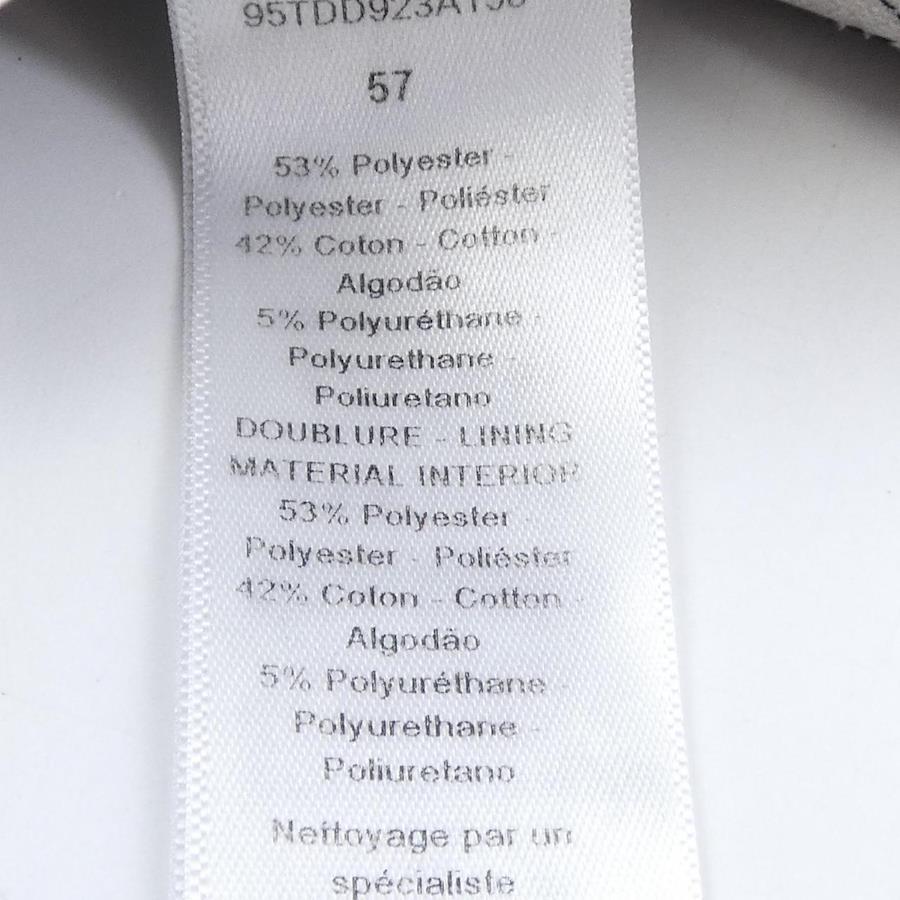 95TDD923A130
57
53% Polyester -
Polyester - Poliéster
42% Coton - Cotton -
Algodão
5% Polyuréthane -
Polyurethane -
Poliuretano
DOUBLURE - LINING
MATERIAL INTERIOR
53% Polyester -
Polyester - Poliéster
42% Coton - Cotton -
Algodão
5% Polyuréthane -
Polyurethane -
Poliuretano
Nettoyage par un
spécialiste